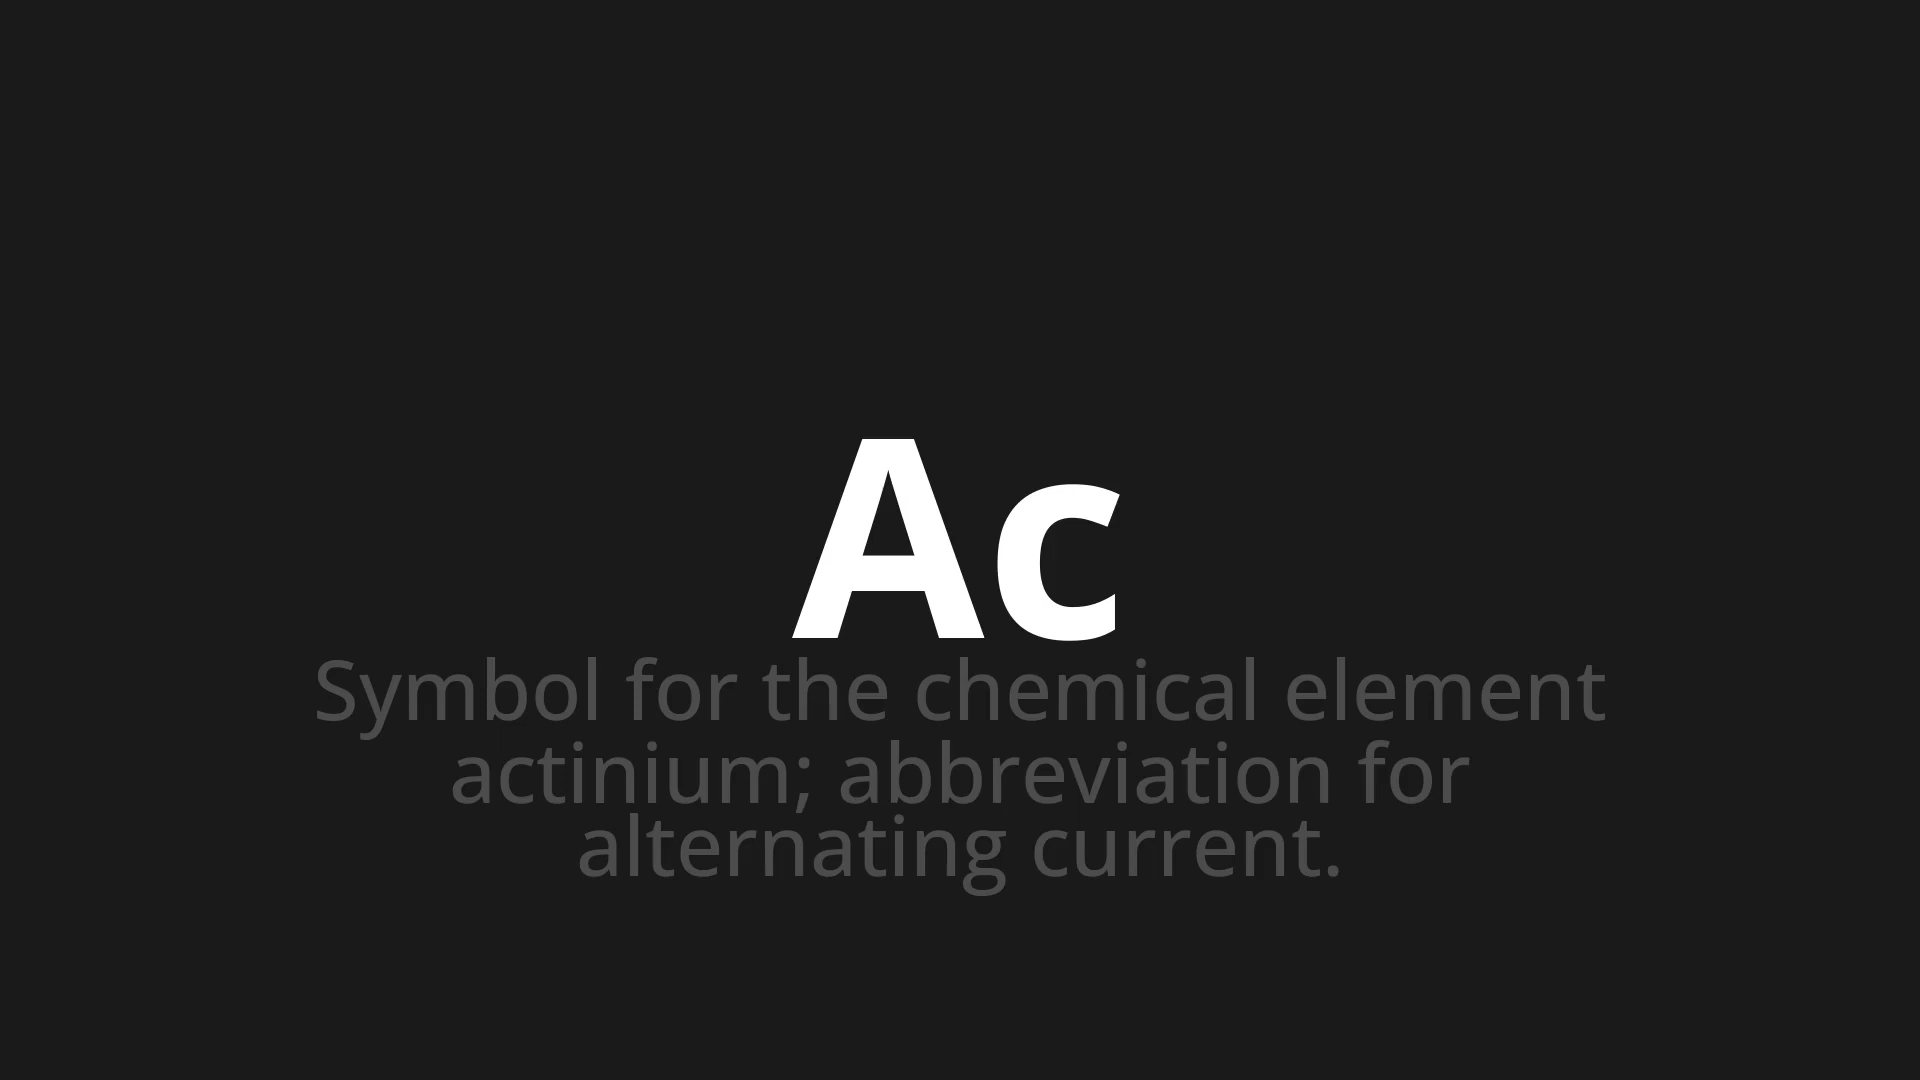 Ac
Symbol for the chemical element
actinium; abbreviation for
alternating current.